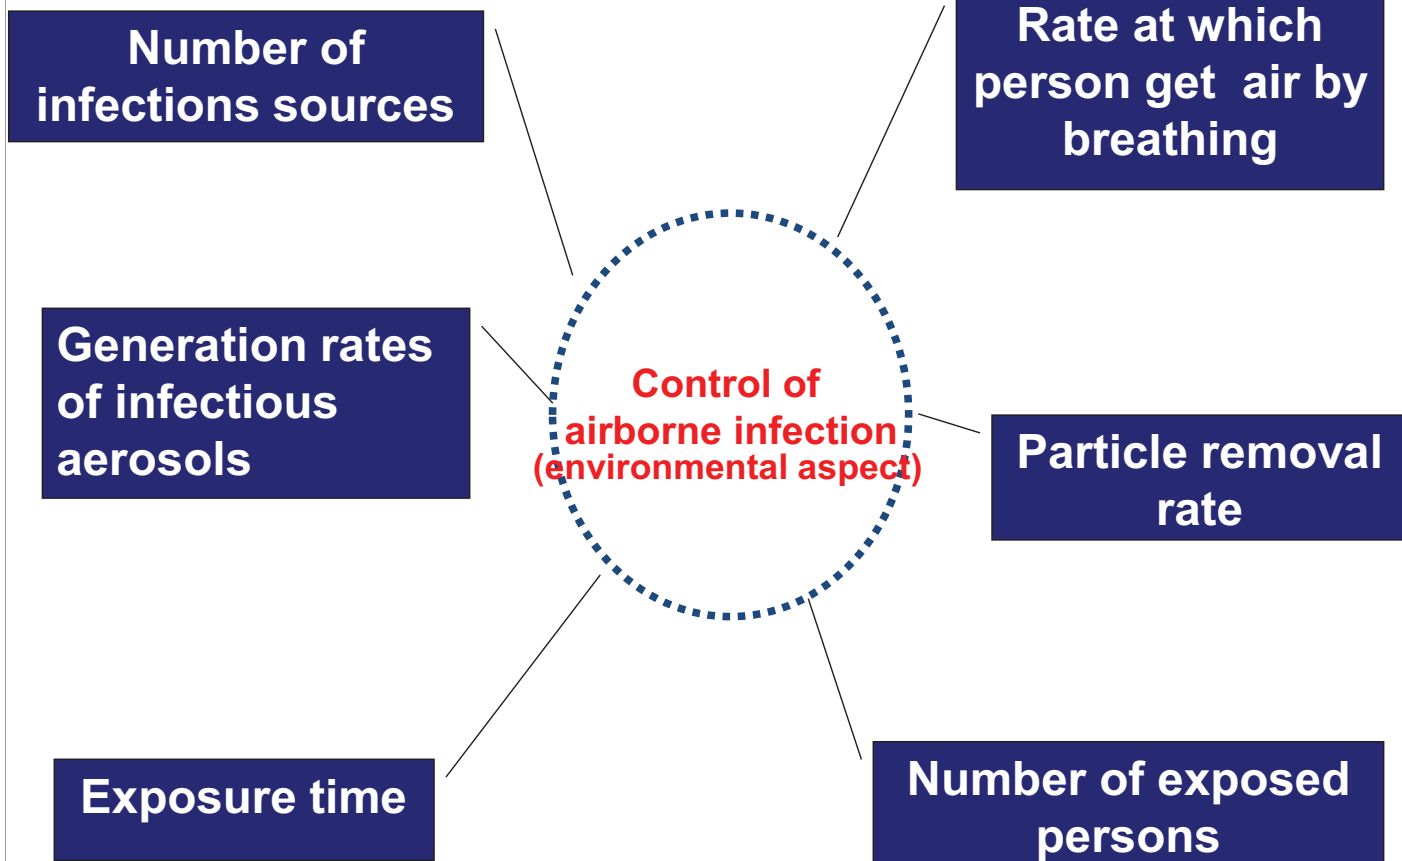 Number of
infections sources
Rate at which
person get air by
breathing
Generation rates
of infectious
aerosols
Control of
airborne infection
(environmental aspect)
Particle removal
rate
Exposure time
Number of exposed
persons